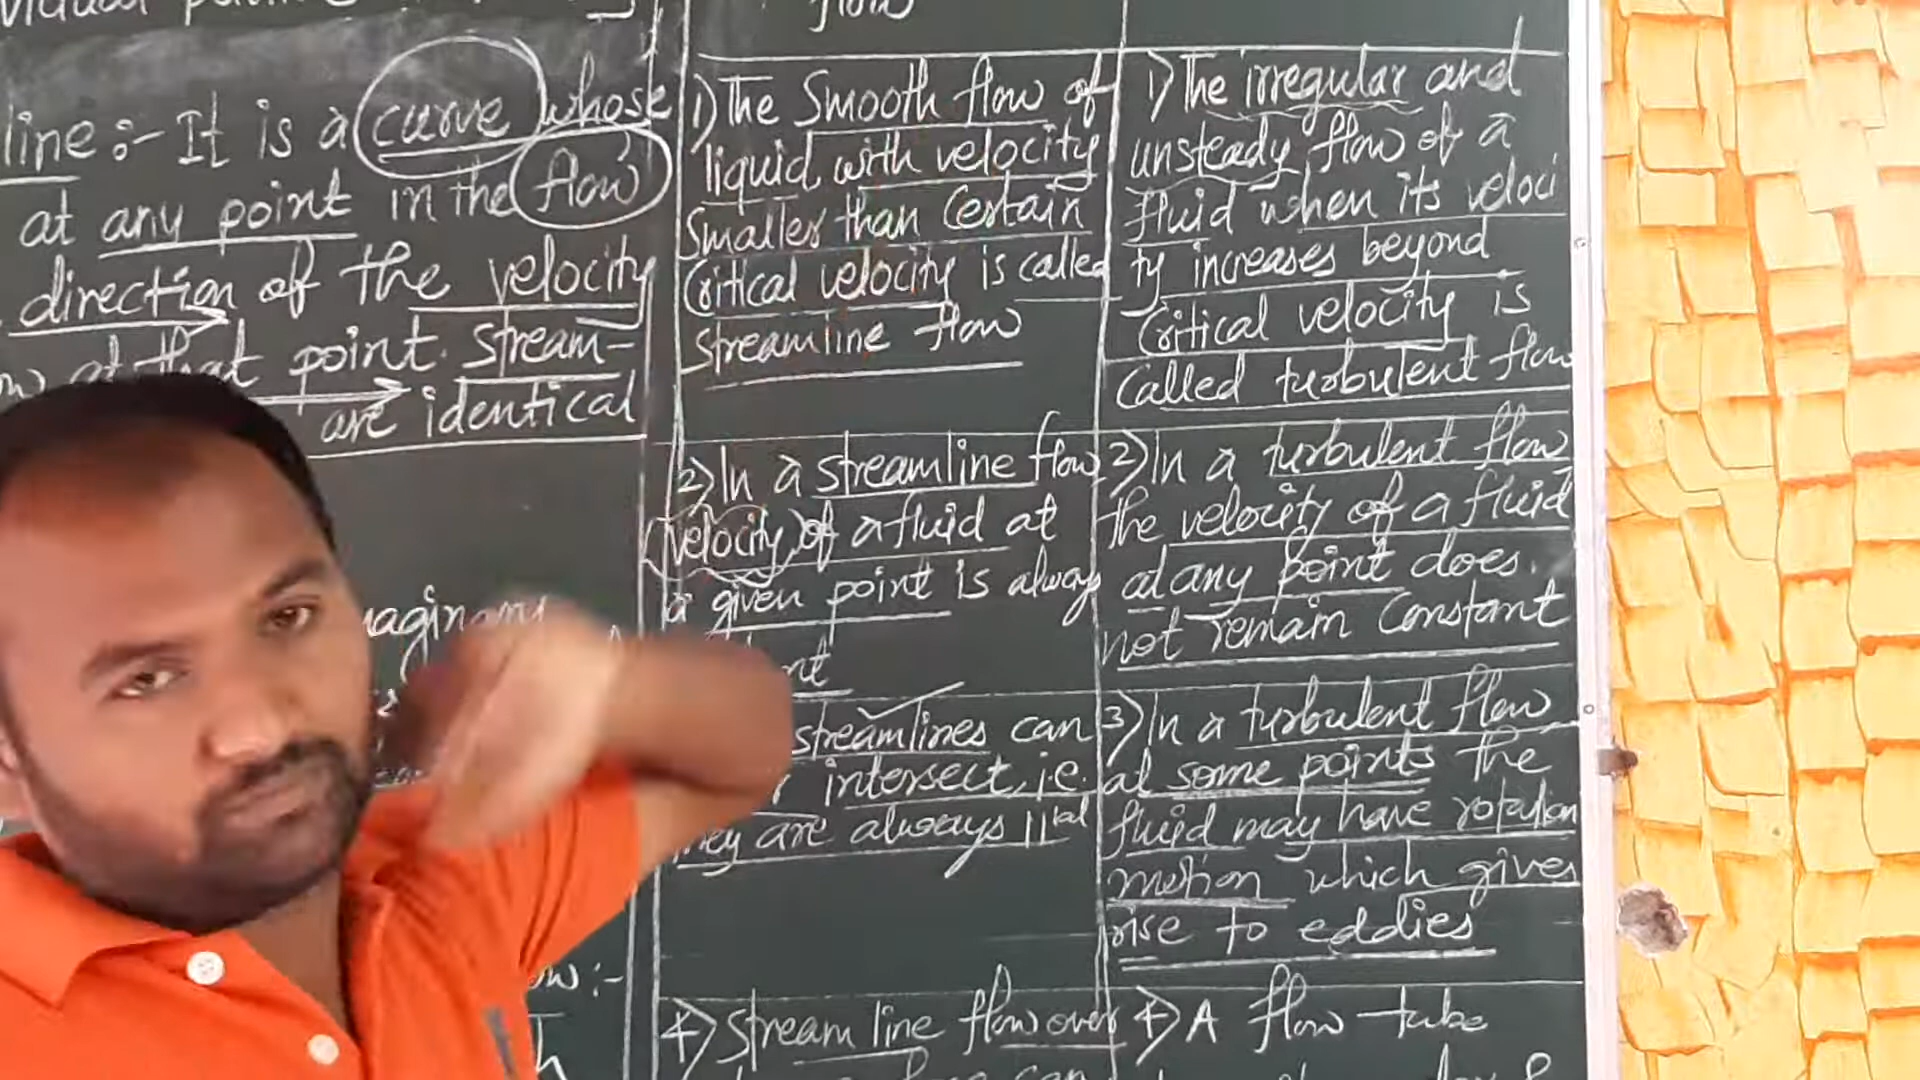 flow
line :- It is a curve whose
at any point in the flow
direction of the velocity
at that point. stream-
are identical
1) The Smooth flow of
liquid with velocity
smaller than certain
critical velocity is called
streamline flow
2) In a streamline flow
velocity of a fluid at
a given point is always
streamlines can
intersect, i.e.
they are always ||al
4) Stream line flow over
1) The irregular and
unsteady flow of a
fluid when its veloci
ty increases beyond
critical velocity is
called turbulent flow
2) In a turbulent flow
the velocity of a fluid
at any point does.
not remain constant
3) In a turbulent flow
at some points the
fluid may have rotation
motion which gives
rise to eddies
4) A flow tube